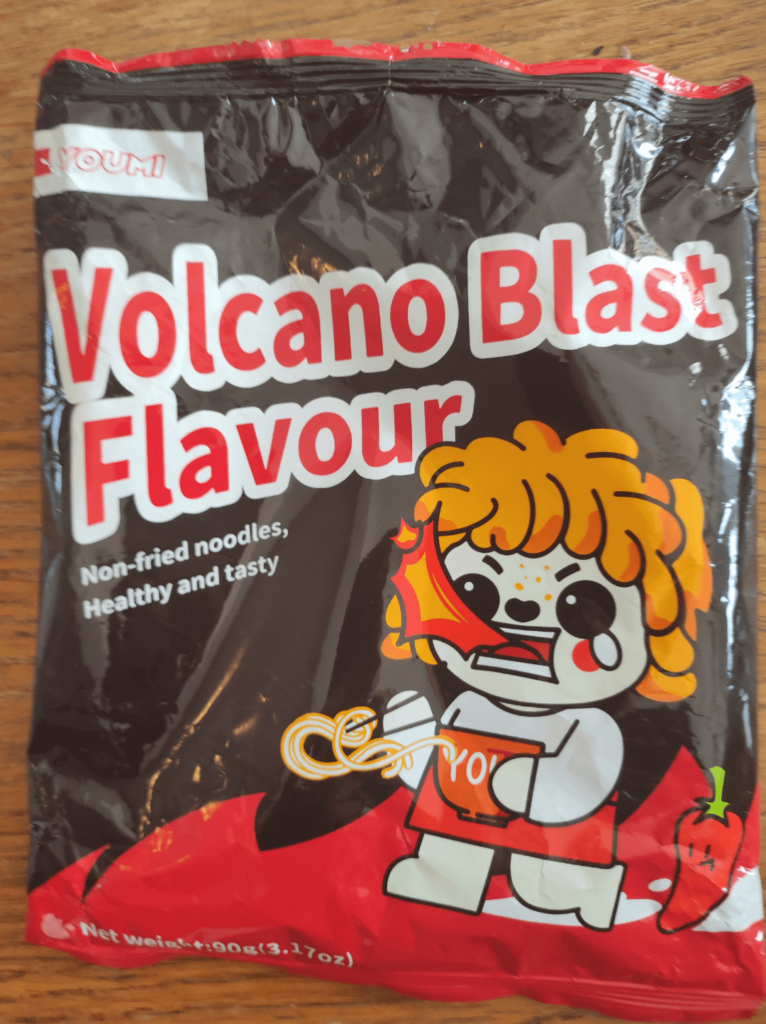 YOUMI
Volcano Blast
Flavour
Non-fried noodles,
Healthy and tasty
YOU
Net weight:90g(3.17oz)